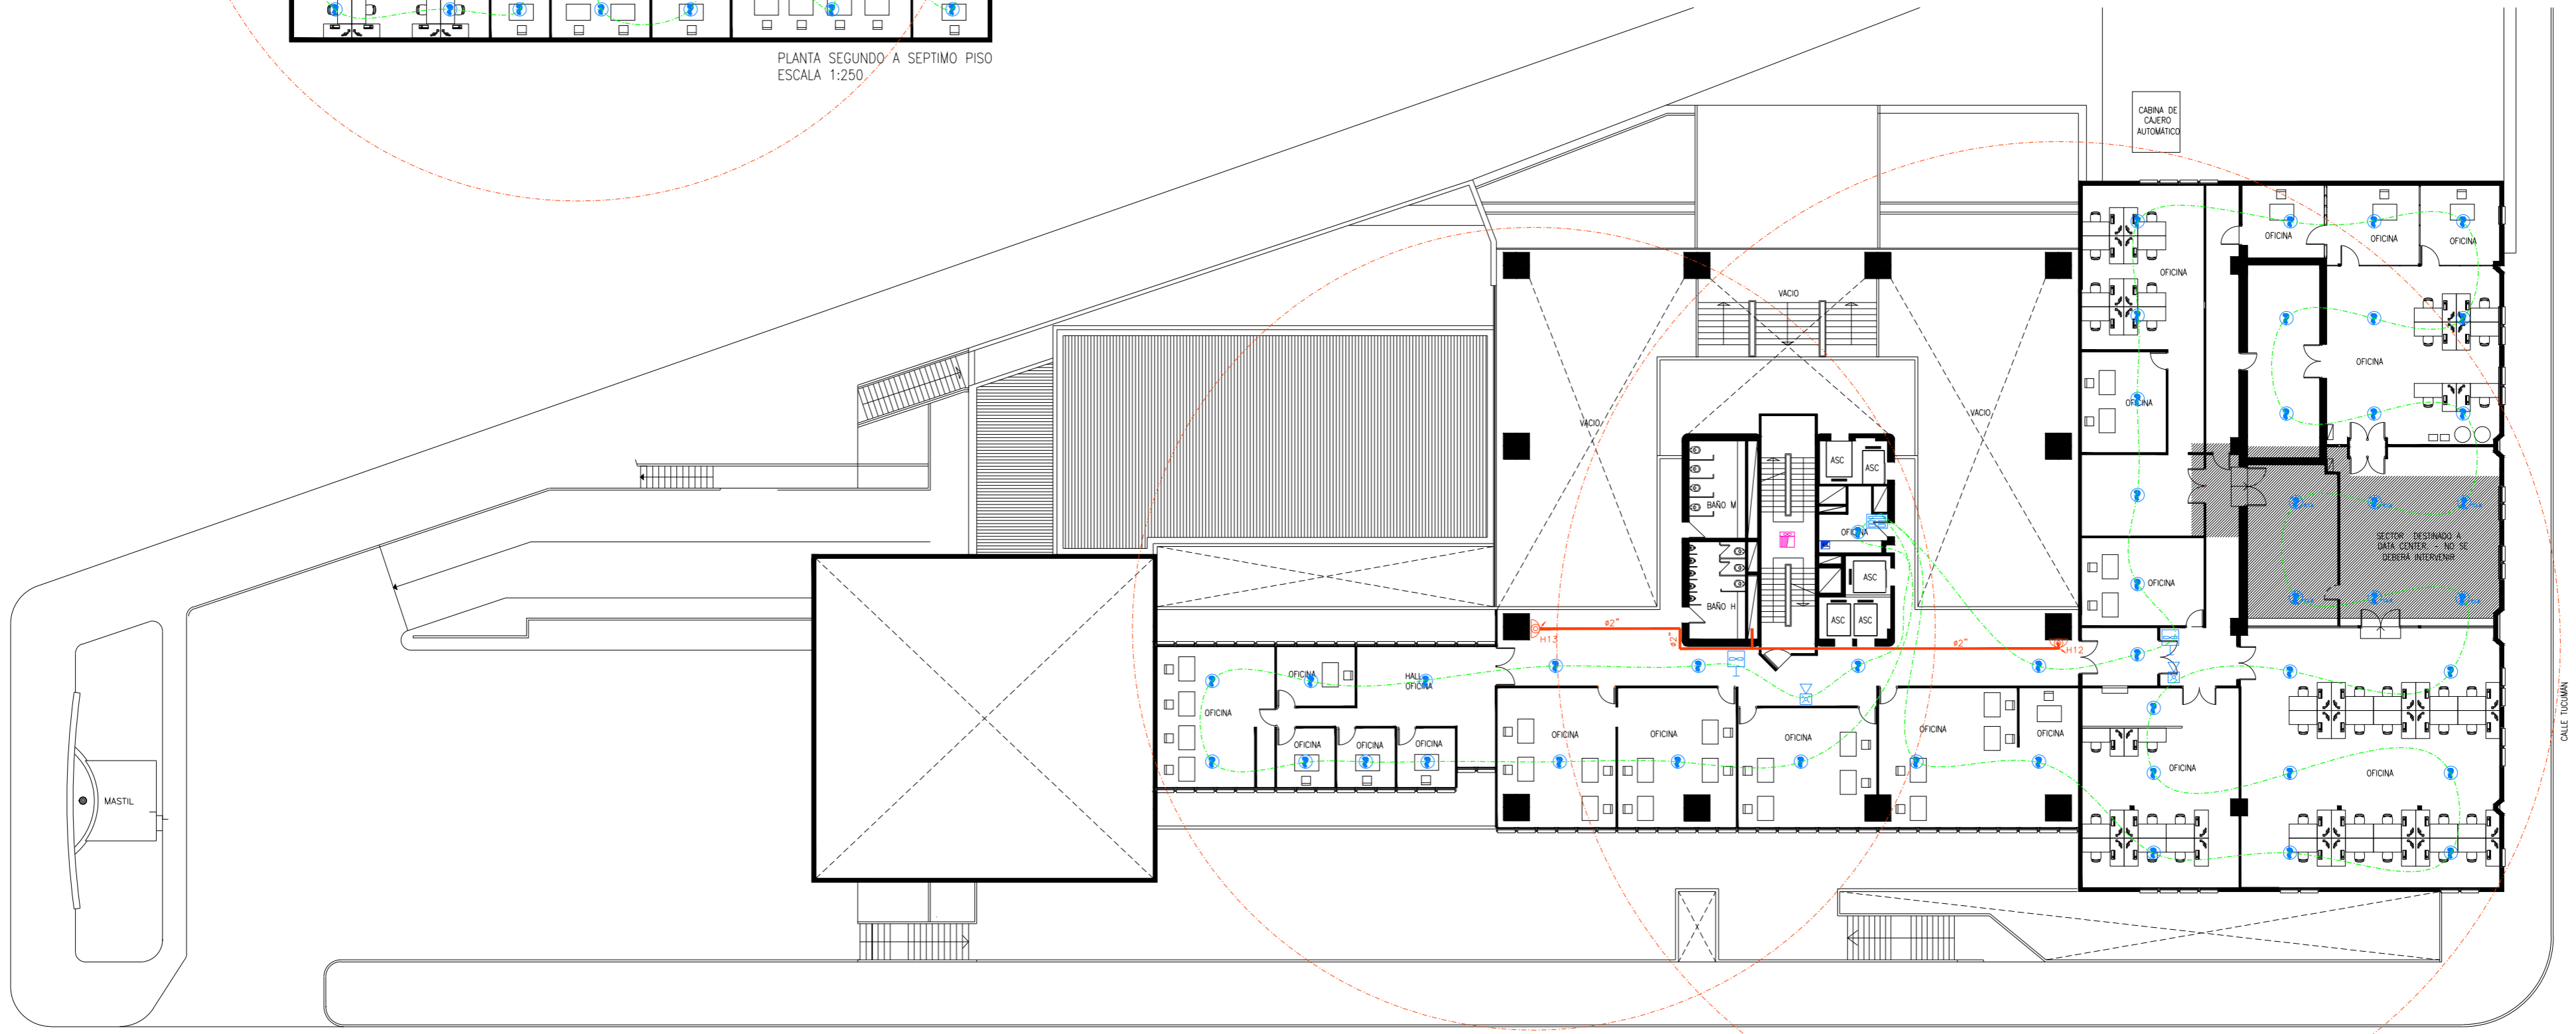 PLANTA SEGUNDO A SEPTIMO PISO
ESCALA 1:250
CABINA DE
CAJERO
AUTOMÁTICO
OFICINA
OFICINA
OFICINA
OFICINA
VACIO
OFICINA
OFICINA
VACIO
VACIO
ASC
ASC
BAÑO M
OFICINA
SECTOR DESTINADO A
DATA CENTER. - NO SE
DEBERÁ INTERVENIR
ASC
OFICINA
BAÑO H
ASC
ASC
H13
ø2"
ø2"
ø2"
H12
OFICINA
HALL
OFICINA
OFICINA
OFICINA
OFICINA
OFICINA
OFICINA
OFICINA
OFICINA
OFICINA
OFICINA
OFICINA
OFICINA
MASTIL
CALLE TUCUMÁN